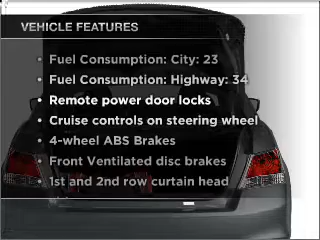 VEHICLE FEATURES
• Fuel Consumption: City: 23
• Fuel Consumption: Highway: 34
• Remote power door locks
• Cruise controls on steering wheel
• 4-wheel ABS Brakes
• Front Ventilated disc brakes
• 1st and 2nd row curtain head